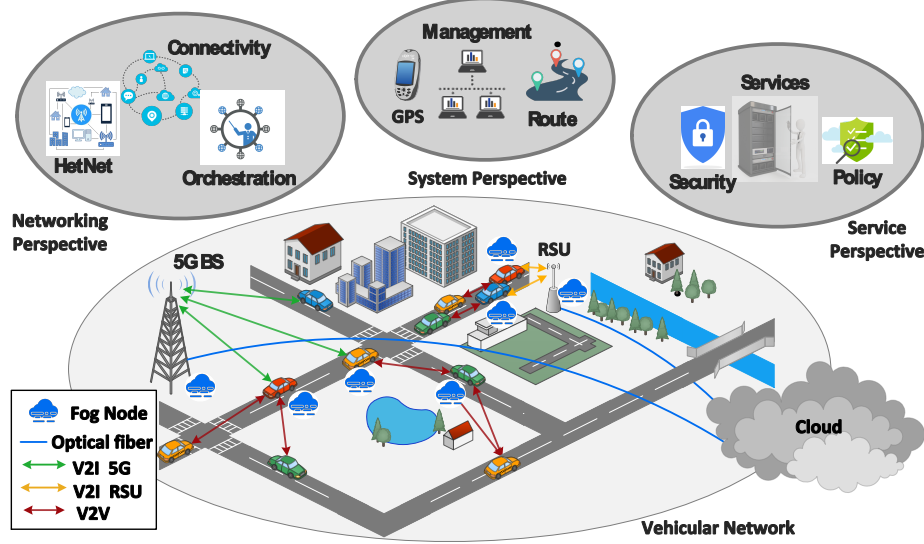 Connectivity
HetNet
Orchestration
Networking
Perspective
Management
GPS
Route
System Perspective
Services
Security
Policy
Service
Perspective
5G BS
RSU
Cloud
Fog Node
Optical fiber
V2I 5G
V2I RSU
V2V
Vehicular Network